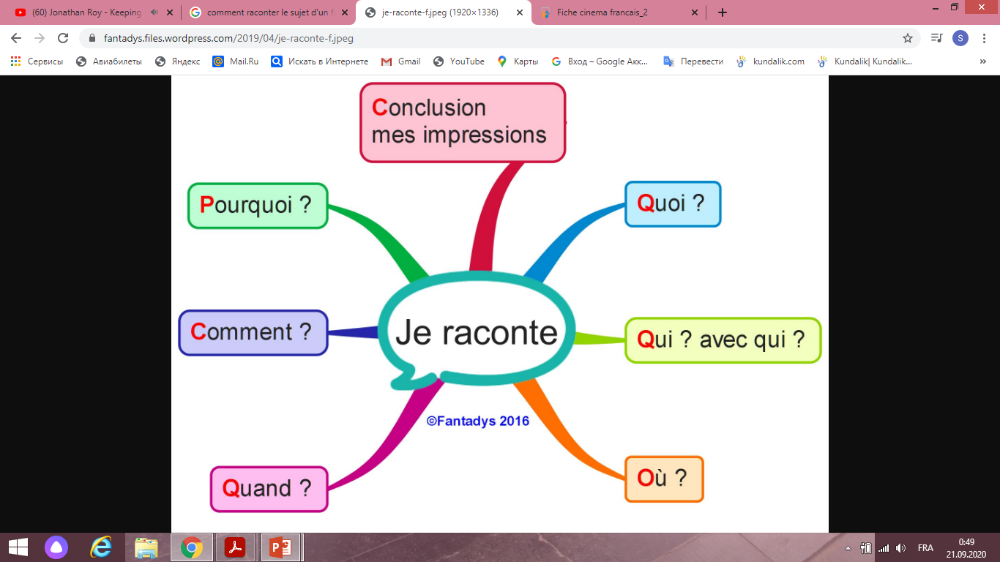 (60) Jonathan Roy - Keeping
comment raconter le sujet d'un f
je-raconte-f.jpeg (1920×1336)
Fiche cinema francais_2
fantadys.files.wordpress.com/2019/04/je-raconte-f.jpeg
S
Сервисы
Авиабилеты
Яндекс
Mail.Ru
Искать в Интернете
Gmail
YouTube
Карты
Вход – Google Акк...
Перевести
kundalik.com
Kundalik| Kundalik...
»
Conclusion
mes impressions
Pourquoi ?
Quoi ?
Comment ?
Je raconte
Qui ? avec qui ?
©Fantadys 2016
Quand ?
Où ?
FRA
0:49
21.09.2020